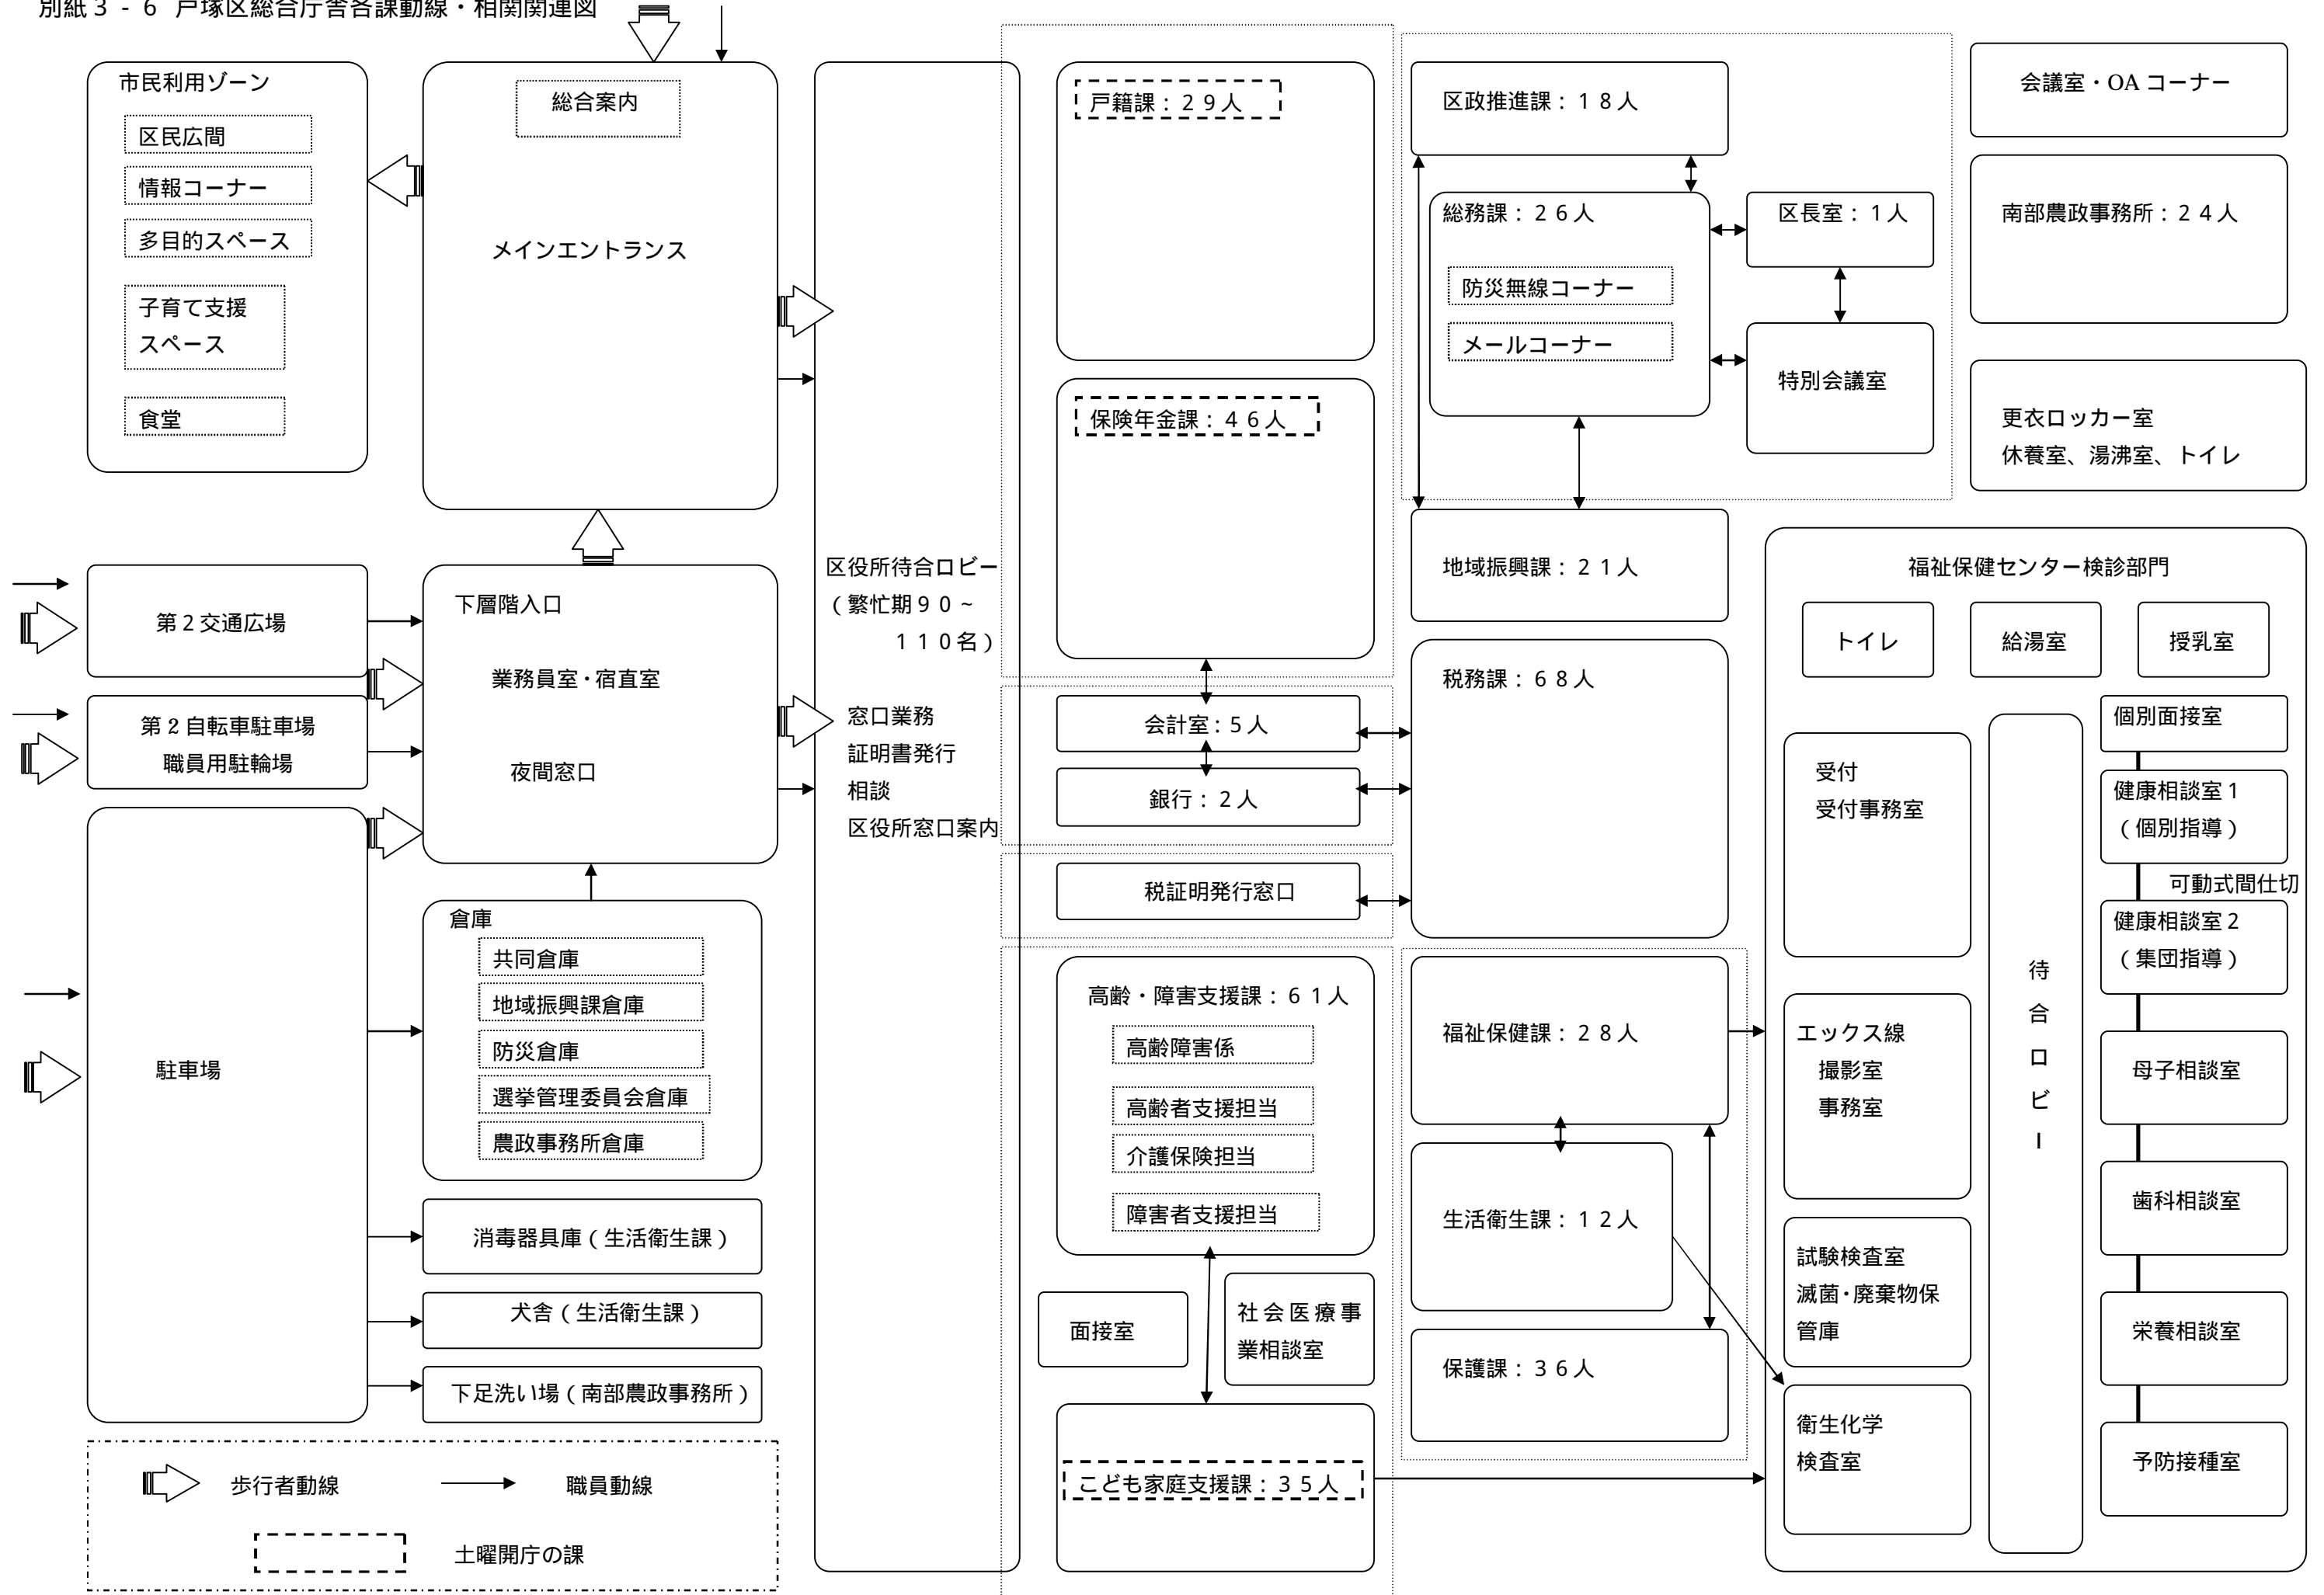 別紙３－６ 戸塚区総合庁舎各課動線・相関関連図
市民利用ゾーン
区民広間
情報コーナー
多目的スペース
子育て支援
スペース
食堂
総合案内
メインエントランス
第２交通広場
第２自転車駐車場
職員用駐輪場
駐車場
下層階入口
業務員室・宿直室
夜間窓口
倉庫
共同倉庫
地域振興課倉庫
防災倉庫
選挙管理委員会倉庫
農政事務所倉庫
消毒器具庫（生活衛生課）
犬舎（生活衛生課）
下足洗い場（南部農政事務所）
歩行者動線
職員動線
土曜開庁の課
区役所待合ロビー
（繁忙期９０～
１１０名）
窓口業務
証明書発行
相談
区役所窓口案内
戸籍課：２９人
保険年金課：４６人
会計室：５人
銀行：２人
税証明発行窓口
高齢・障害支援課：６１人
高齢障害係
高齢者支援担当
介護保険担当
障害者支援担当
面接室
社会医療事
業相談室
こども家庭支援課：３５人
区政推進課：１８人
総務課：２６人
防災無線コーナー
メールコーナー
区長室：１人
特別会議室
地域振興課：２１人
税務課：６８人
福祉保健課：２８人
生活衛生課：１２人
保護課：３６人
会議室・OA コーナー
南部農政事務所：２４人
更衣ロッカー室
休養室、湯沸室、トイレ
福祉保健センター検診部門
トイレ
給湯室
授乳室
受付
受付事務室
エックス線
撮影室
事務室
試験検査室
滅菌・廃棄物保
管庫
衛生化学
検査室
待合ロビー
個別面接室
健康相談室１
（個別指導）
可動式間仕切
健康相談室２
（集団指導）
母子相談室
歯科相談室
栄養相談室
予防接種室